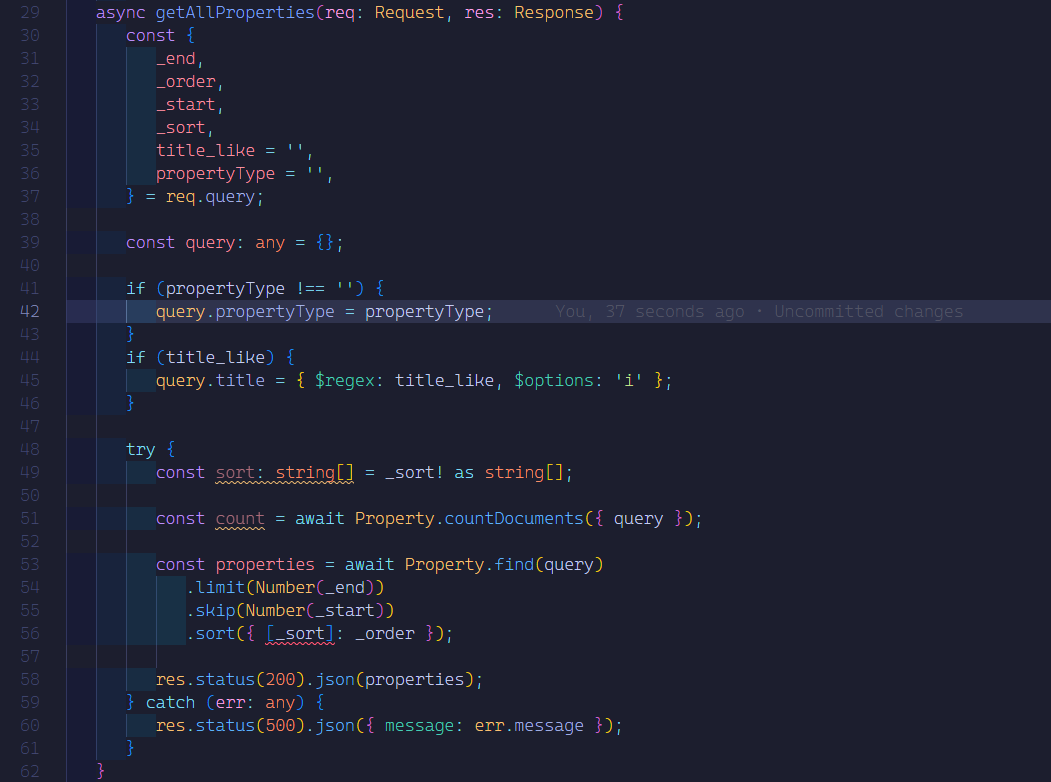 29 async getAllProperties(req: Request, res: Response) {
30 const {
31 _end,
32 _order,
33 _start,
34 _sort,
35 title_like = '',
36 propertyType = '',
37 } = req.query;
38
39 const query: any = {};
40
41 if (propertyType !== '') {
42 query.propertyType = propertyType; You, 37 seconds ago • Uncommitted changes
43 }
44 if (title_like) {
45 query.title = { $regex: title_like, $options: 'i' };
46 }
47
48 try {
49 const sort: string[] = _sort! as string[];
50
51 const count = await Property.countDocuments({ query });
52
53 const properties = await Property.find(query)
54 .limit(Number(_end))
55 .skip(Number(_start))
56 .sort({ [_sort]: _order });
57
58 res.status(200).json(properties);
59 } catch (err: any) {
60 res.status(500).json({ message: err.message });
61 }
62 }